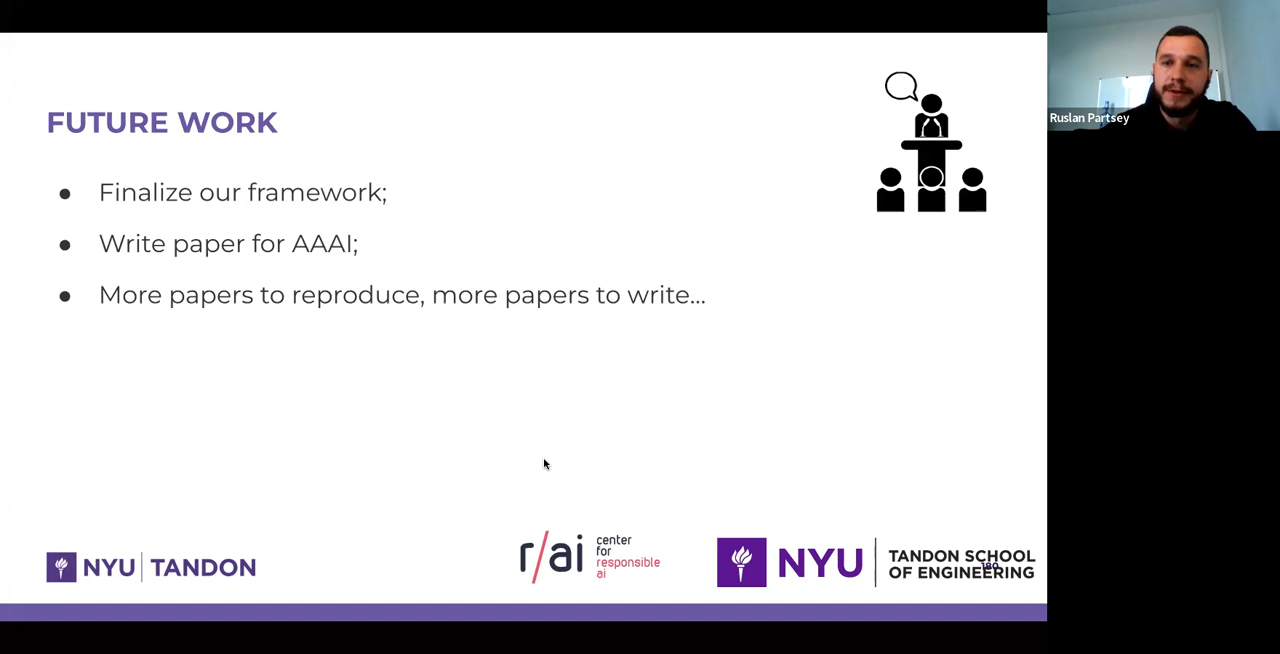 FUTURE WORK
● Finalize our framework;
● Write paper for AAAI;
● More papers to reproduce, more papers to write...
Ruslan Partsey
NYU | TANDON
r/ai center
for
responsible
ai
NYU TANDON SCHOOL
OF ENGINEERING
180